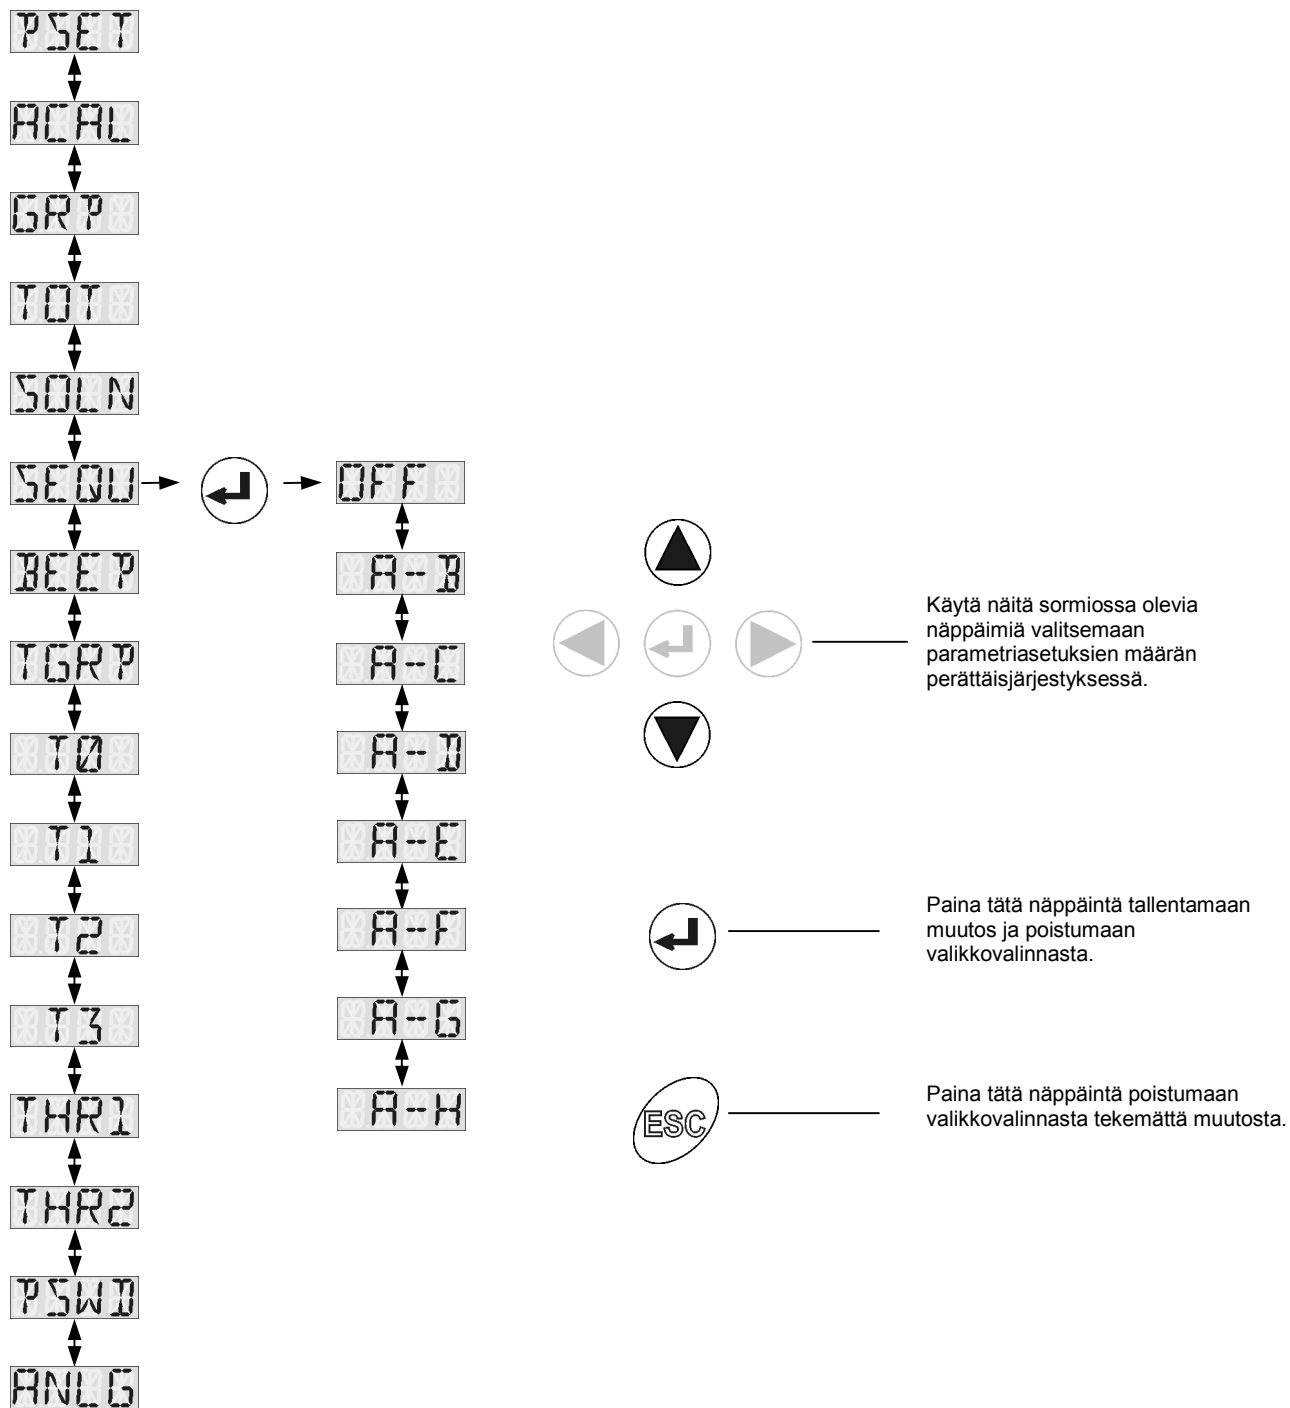 PSET
ACAL
GRP
TOT
SOLN
SEQU
OFF
BEEP
A-B
TGRP
A-C
T0
A-D
T1
A-E
T2
A-F
T3
A-G
THR1
A-H
THR2
PSWD
ANLG
Käytä näitä sormiossa olevia
näppäimiä valitsemaan
parametriasetuksien määrän
perättäisjärjestyksessä.
Paina tätä näppäintä tallentamaan
muutos ja poistumaan
valikkovalinnasta.
ESC
Paina tätä näppäintä poistumaan
valikkovalinnasta tekemättä muutosta.